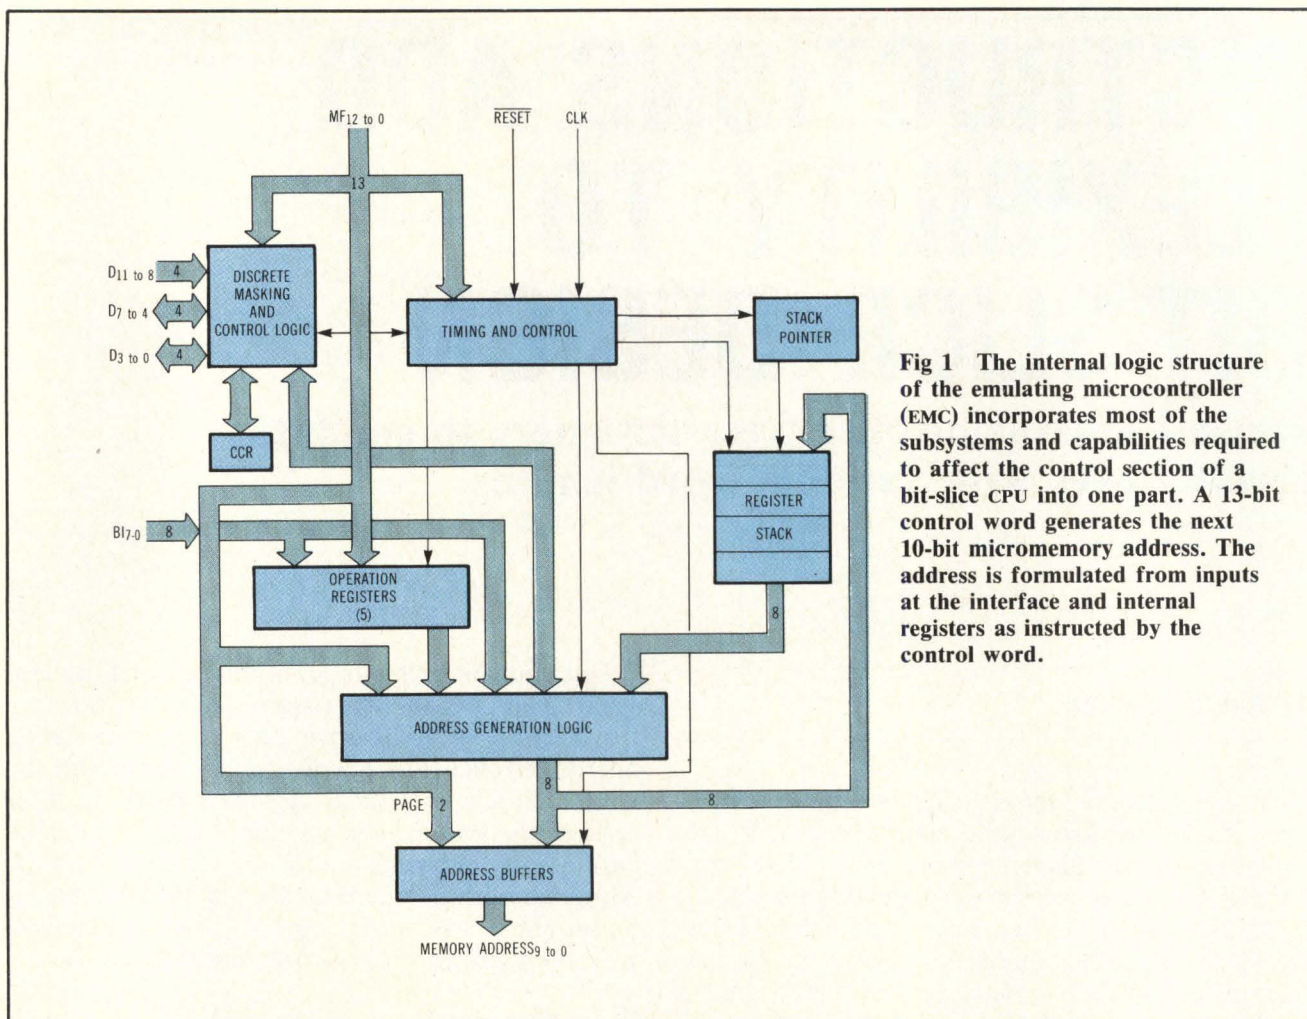 MF12 to 0
RESET CLK
13
D11 to 8 4
D7 to 4 4
D3 to 0 4
DISCRETE
MASKING
AND
CONTROL LOGIC
TIMING AND CONTROL
STACK
POINTER
CCR
BI7-0 8
REGISTER
STACK
OPERATION
REGISTERS
(5)
8
ADDRESS GENERATION LOGIC
8
8
PAGE 2
ADDRESS BUFFERS
MEMORY ADDRESS9 to 0
Fig 1 The internal logic structure
of the emulating microcontroller
(EMC) incorporates most of the
subsystems and capabilities required
to affect the control section of a
bit-slice CPU into one part. A 13-bit
control word generates the next
10-bit micromemory address. The
address is formulated from inputs
at the interface and internal
registers as instructed by the
control word.